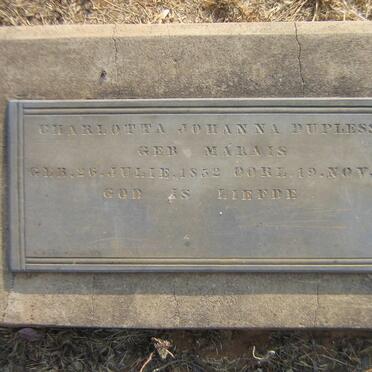 CHARLOTTA JOHANNA DUPLESS
GEB MARAIS
GEB. 26. JULIE. 1852 OORL. 19. NOV.
GOD IS LIEFDE